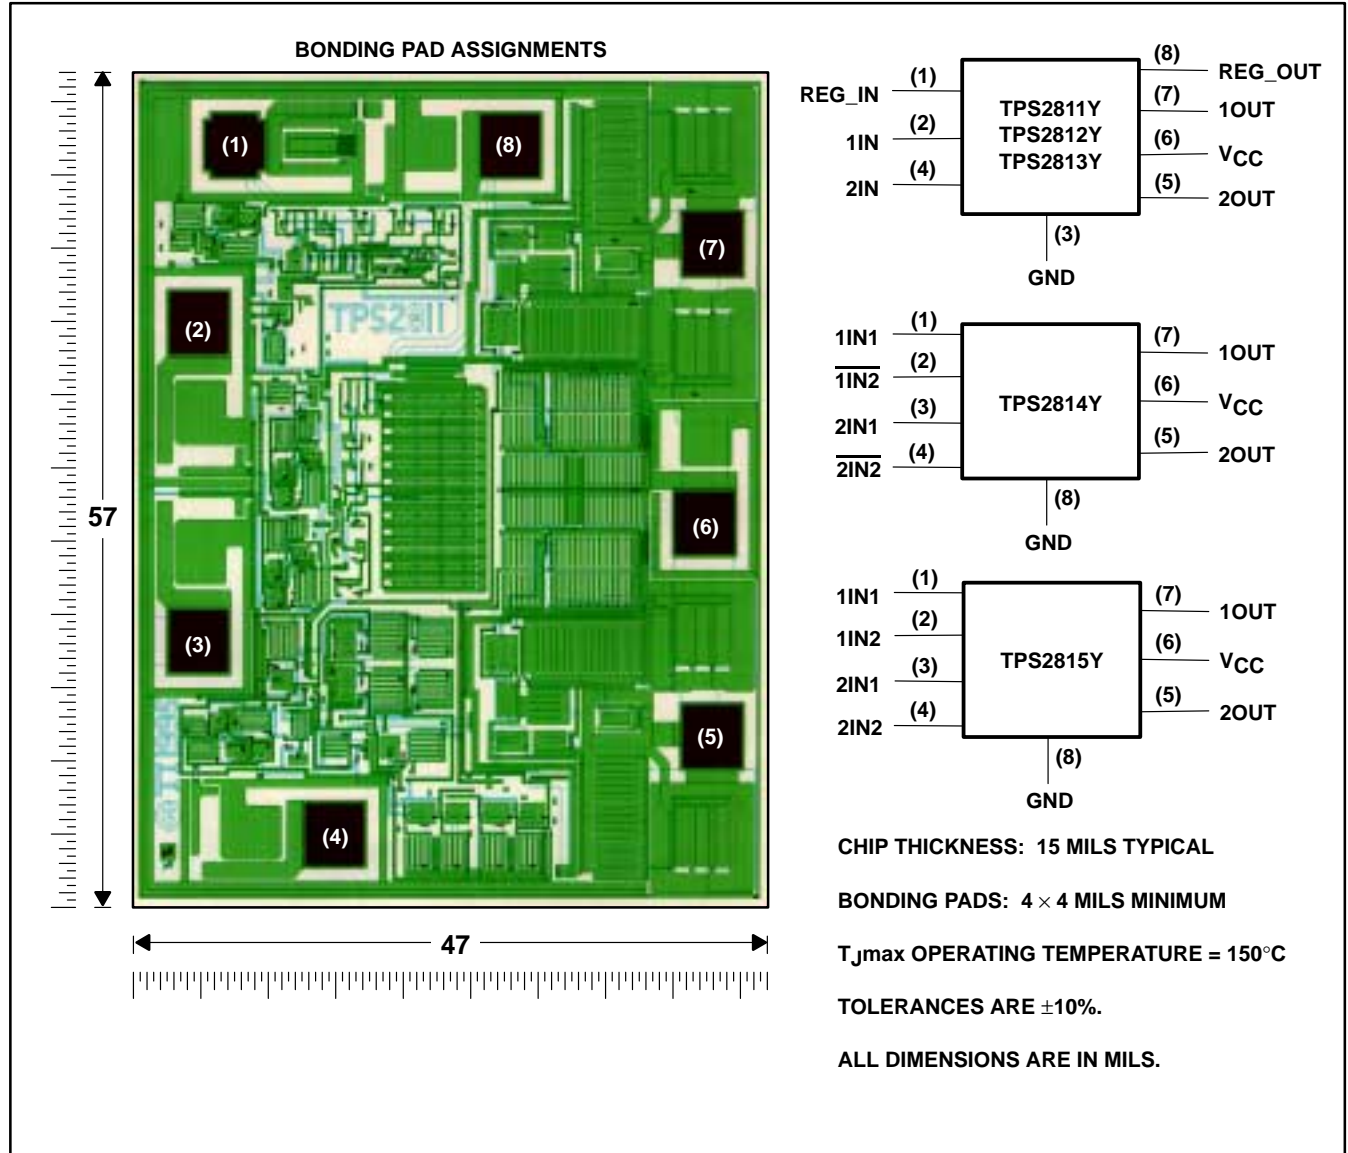 BONDING PAD ASSIGNMENTS
(1)
(8)
(7)
(2)
TPS2811
57
(6)
(3)
(5)
(4)
47
(1)
REG_IN
(2)
1IN
(4)
2IN
TPS2811Y
TPS2812Y
TPS2813Y
(8)
REG_OUT
(7)
1OUT
(6)
VCC
(5)
2OUT
(3)
GND
(1)
1IN1
(2)
1IN2
(3)
2IN1
(4)
2IN2
TPS2814Y
(7)
1OUT
(6)
VCC
(5)
2OUT
(8)
GND
(1)
1IN1
(2)
1IN2
(3)
2IN1
(4)
2IN2
TPS2815Y
(7)
1OUT
(6)
VCC
(5)
2OUT
(8)
GND
CHIP THICKNESS: 15 MILS TYPICAL
BONDING PADS: 4 × 4 MILS MINIMUM
TJmax OPERATING TEMPERATURE = 150°C
TOLERANCES ARE ±10%.
ALL DIMENSIONS ARE IN MILS.